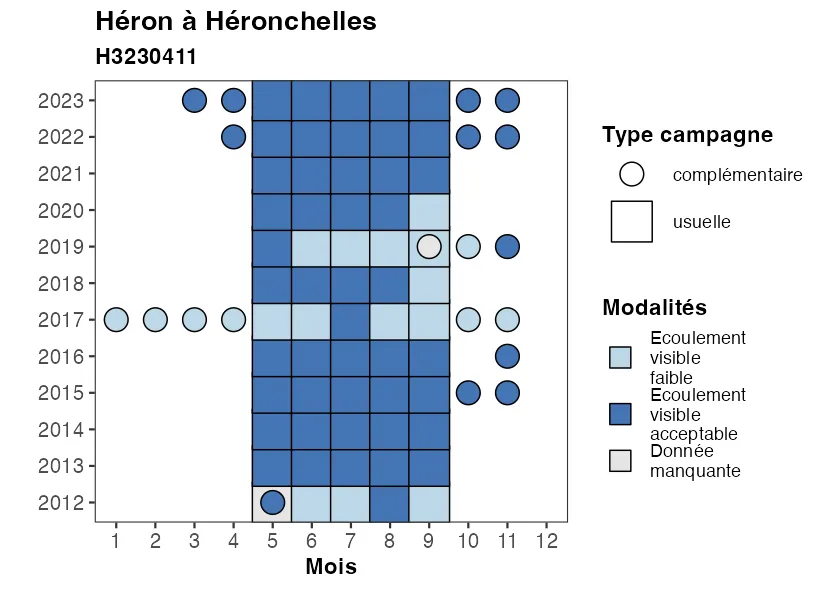 Héron à Héronchelles
H3230411
2023
2022
2021
2020
2019
2018
2017
2016
2015
2014
2013
2012
1 2 3 4 5 6 7 8 9 10 11 12
Mois
Type campagne
complémentaire
usuelle
Modalités
Ecoulement
visible
faible
Ecoulement
visible
acceptable
Donnée
manquante